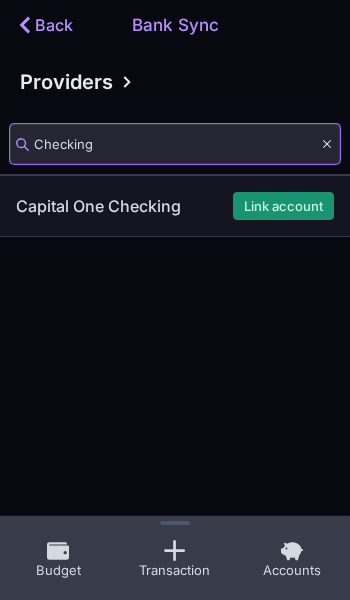 Back
Bank Sync
Providers
Checking
Capital One Checking
Link account
Budget
Transaction
Accounts